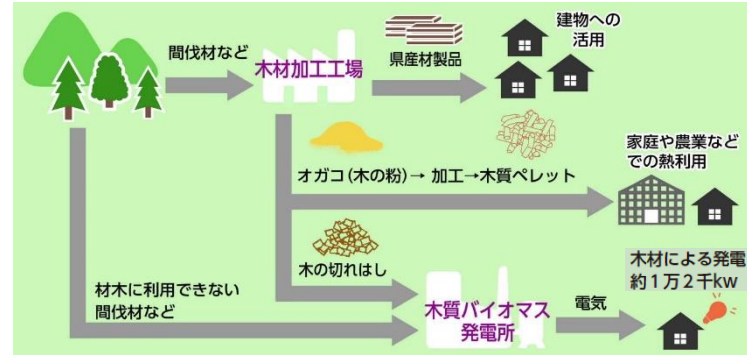 間伐材など
木材加工工場
県産材製品
建物への
活用
オガコ(木の粉)→ 加工→木質ペレット
家庭や農業など
での熱利用
木の切れはし
材木に利用できない
間伐材など
木質バイオマス
発電所
電気
木材による発電
約1万2千kw